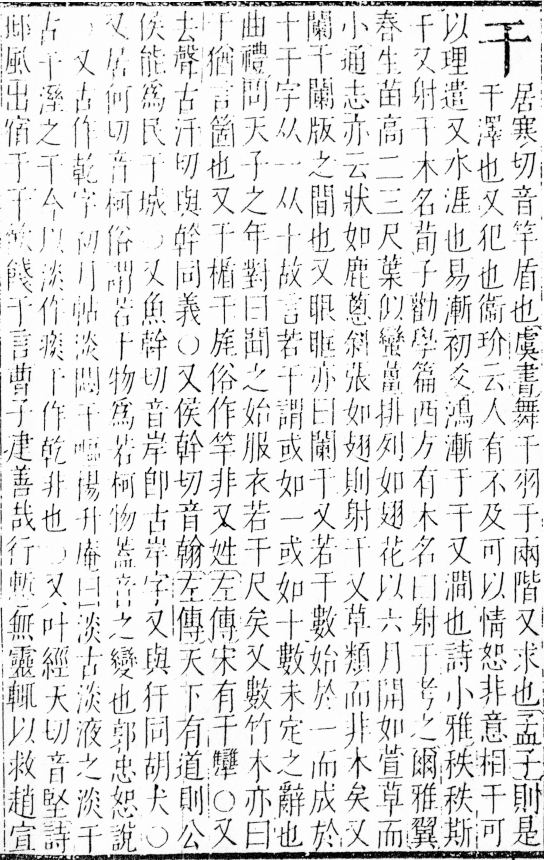 干
居寒切音竿盾也虞書舞干羽于兩階又求也孟子則是
干澤也又犯也衞玠云人有不及可以情恕非意相干可
以理遣又水涯也易漸初爻鴻漸于干又澗也詩小雅秩秩斯
干又射干木名荀子勸學篇西方有木名曰射干考之爾雅翼
春生苗高二三尺葉似蠻薑排列如翅花以六月開如萱草而
小通志亦云狀如鹿蔥斜張如翅則射干又草類而非木矣又
闌干闌版之間也又眼眶亦曰闌干又若干數始於一而成於
十干字从一从十故言若干謂或如一或如十數未定之辭也
曲禮問天子之年對曰聞之始服衣若干尺矣又數竹木亦曰
干猶言箇也又干楯干旄俗作竿非又姓左傳宋有干犫〇又
去聲古汗切與幹同義〇又侯幹切音翰左傳天下有道則公
侯能爲民干城〇又魚幹切音岸卽古岸字又與犴同胡犬〇
又居何切音柯俗謂若干物爲若柯物蓋音之變也郭忠恕說
〇又古作乾字初月帖淡悶干嘔楊升庵曰淡古淡液之淡干
古干溼之干今以淡作痰干作乾非也〇又叶經天切音堅詩
邶風出宿于干飲餞于言曹子建善哉行慙無靈輒以救趙宣